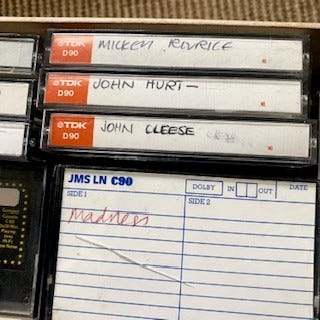 TDK
D90
MICKEY ROURKE
TDK
D90
JOHN HURT -
TDK
D90
JOHN CLEESE
JMS LN C90
DOLBY IN OUT DATE
SIDE 1
SIDE 2
Madness